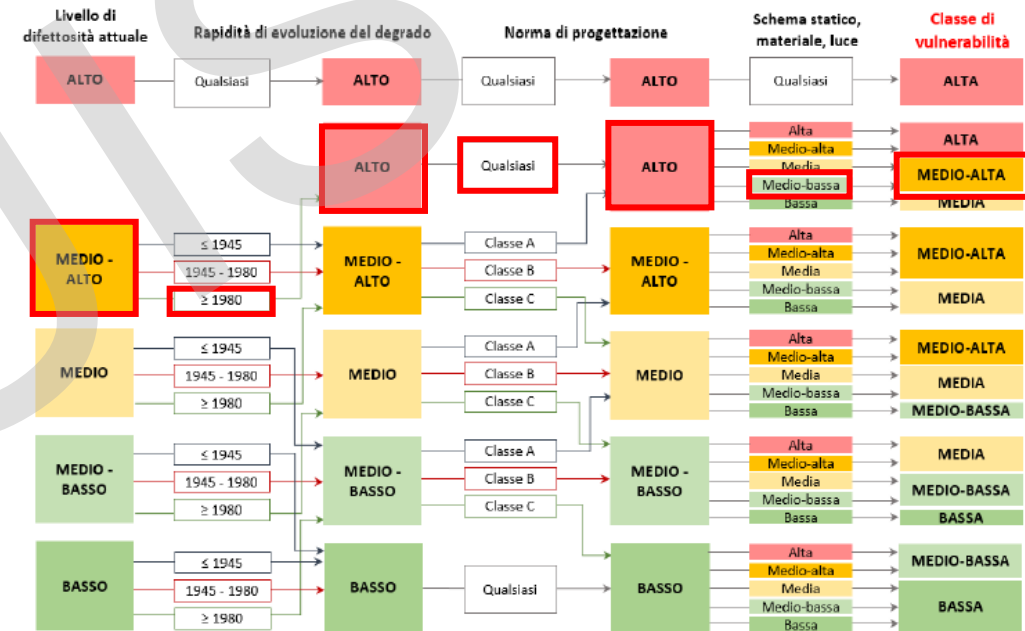 Livello di
difettosità attuale
Rapidità di evoluzione del degrado
Norma di progettazione
Schema statico,
materiale, luce
Classe di
vulnerabilità
ALTO
Qualsiasi
ALTO
Qualsiasi
ALTO
Qualsiasi
ALTA
ALTO
Qualsiasi
ALTO
Alta
Medio-alta
Media
Medio-bassa
Bassa
ALTA
MEDIO-ALTA
MEDIA
MEDIO -
ALTO
≤ 1945
1945 - 1980
≥ 1980
MEDIO -
ALTO
Classe A
Classe B
Classe C
MEDIO -
ALTO
Alta
Medio-alta
Media
Medio-bassa
Bassa
MEDIO-ALTA
MEDIA
MEDIO
≤ 1945
1945 - 1980
≥ 1980
MEDIO
Classe A
Classe B
Classe C
MEDIO
Alta
Medio-alta
Media
Medio-bassa
Bassa
MEDIO-ALTA
MEDIA
MEDIO-BASSA
MEDIO -
BASSO
≤ 1945
1945 - 1980
≥ 1980
MEDIO -
BASSO
Classe A
Classe B
Classe C
MEDIO -
BASSO
Alta
Medio-alta
Media
Medio-bassa
Bassa
MEDIA
MEDIO-BASSA
BASSA
BASSO
≤ 1945
1945 - 1980
≥ 1980
BASSO
Qualsiasi
BASSO
Alta
Medio-alta
Media
Medio-bassa
Bassa
MEDIO-BASSA
BASSA